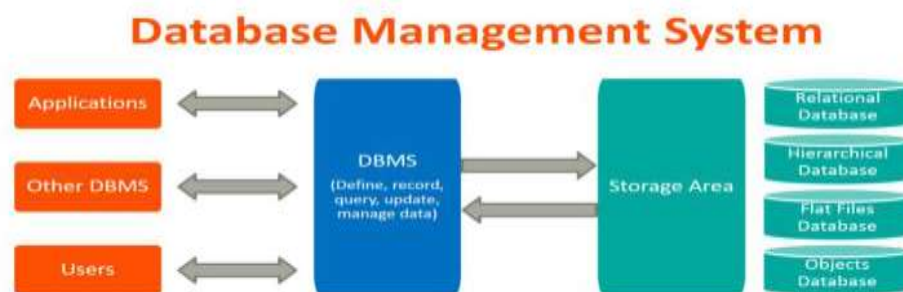 Database Management System
Applications
Other DBMS
Users
DBMS
(Define, record,
query, update,
manage data)
Storage Area
Relational
Database
Hierarchical
Database
Flat Files
Database
Objects
Database